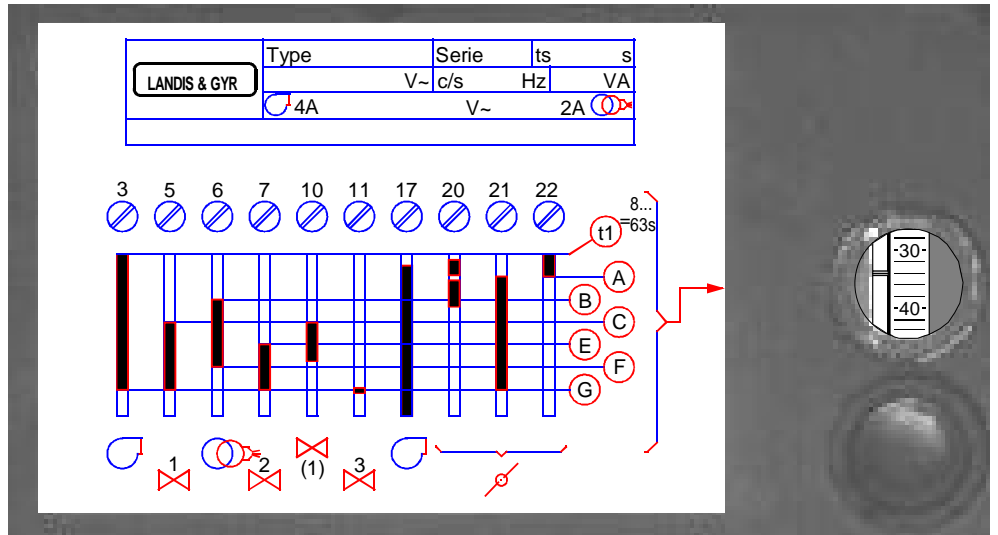 Type Serie ts s
LANDIS & GYR
V~ c/s Hz VA
4A V~ 2A
3 5 6 7 10 11 17 20 21 22
8...
=63s
t1
A
B
C
E
F
G
1 2 (1) 3
-30-
-40-